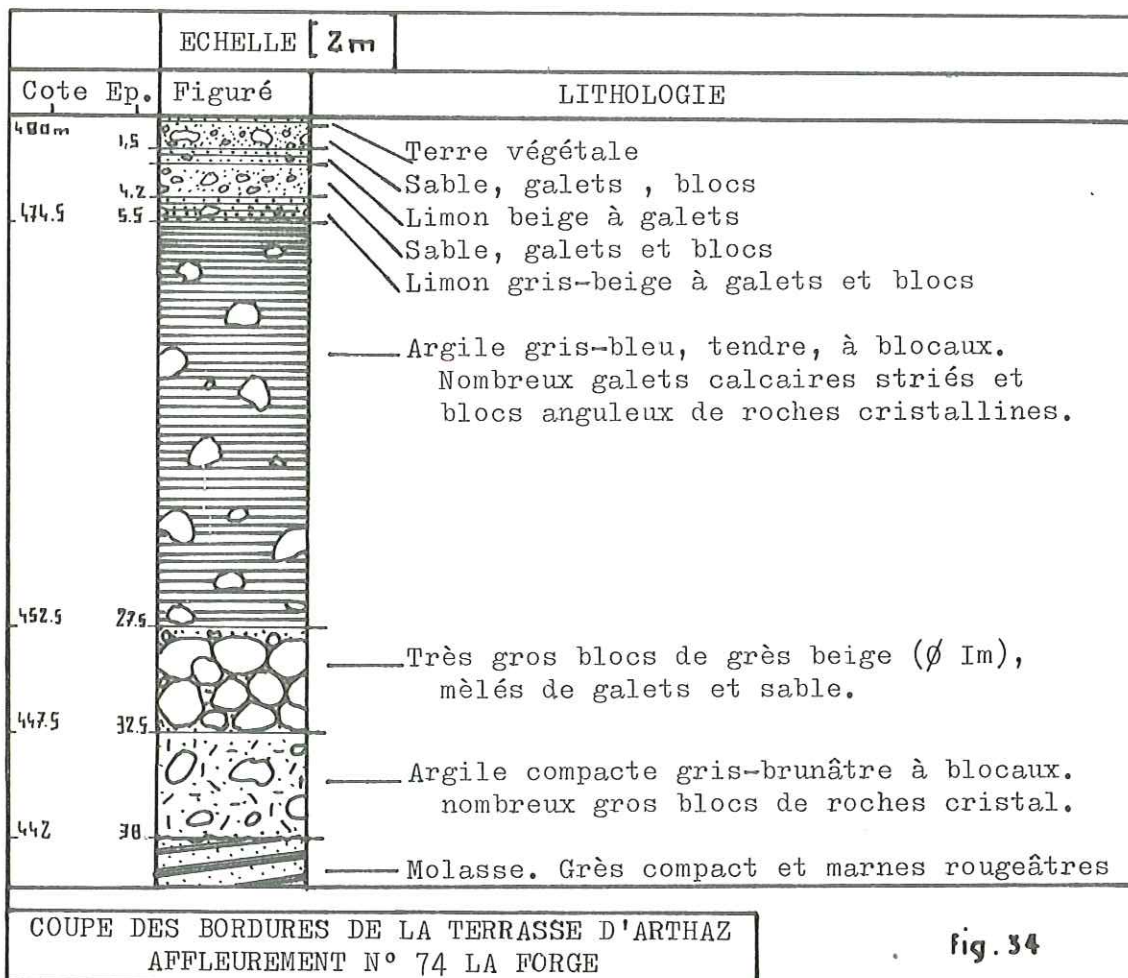 ECHELLE [ 2m
Cote Ep. Figuré LITHOLOGIE
480m
1,5
4.2
474.5 5.5
Terre végétale
Sable, galets , blocs
Limon beige à galets
Sable, galets et blocs
Limon gris-beige à galets et blocs
Argile gris-bleu, tendre, à blocaux.
Nombreux galets calcaires striés et
blocs anguleux de roches cristallines.
452.5 27.5
Très gros blocs de grès beige (Ø Im),
mèlés de galets et sable.
447.5 32.5
Argile compacte gris-brunâtre à blocaux.
nombreux gros blocs de roches cristal.
442 38
Molasse. Grès compact et marnes rougeâtres
COUPE DES BORDURES DE LA TERRASSE D'ARTHAZ
AFFLEUREMENT N° 74 LA FORGE
fig. 34